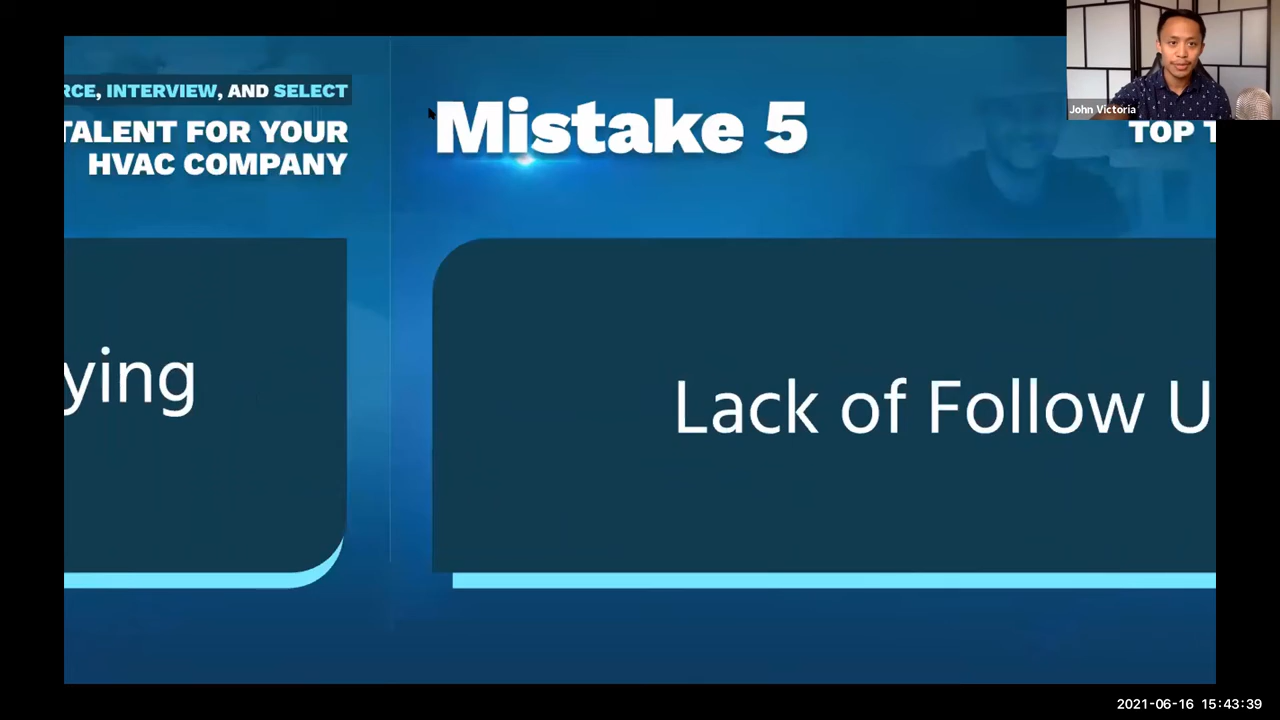 RCE, INTERVIEW, AND SELECT
TALENT FOR YOUR
HVAC COMPANY
ying
Mistake 5
TOP T
Lack of Follow U
John Victoria
2021-06-16 15:43:39